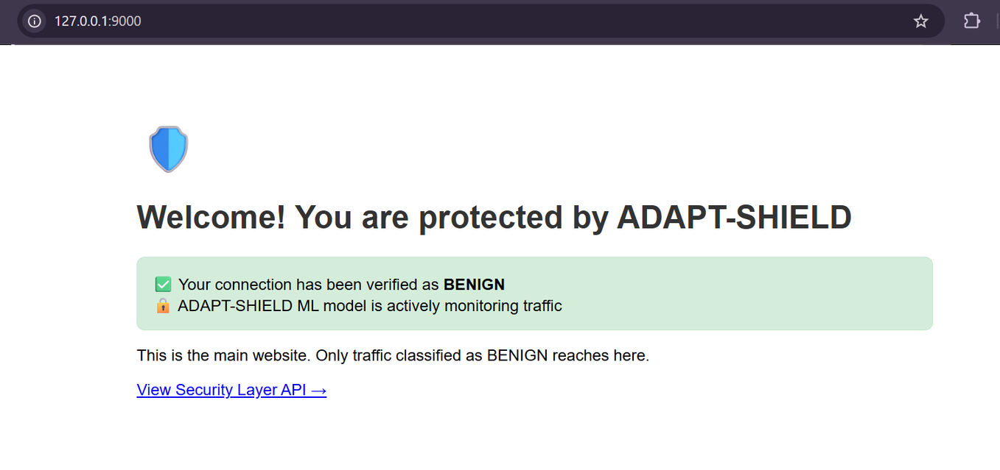 127.0.0.1:9000
Welcome! You are protected by ADAPT-SHIELD
✅ Your connection has been verified as BENIGN
🔒 ADAPT-SHIELD ML model is actively monitoring traffic
This is the main website. Only traffic classified as BENIGN reaches here.
View Security Layer API →